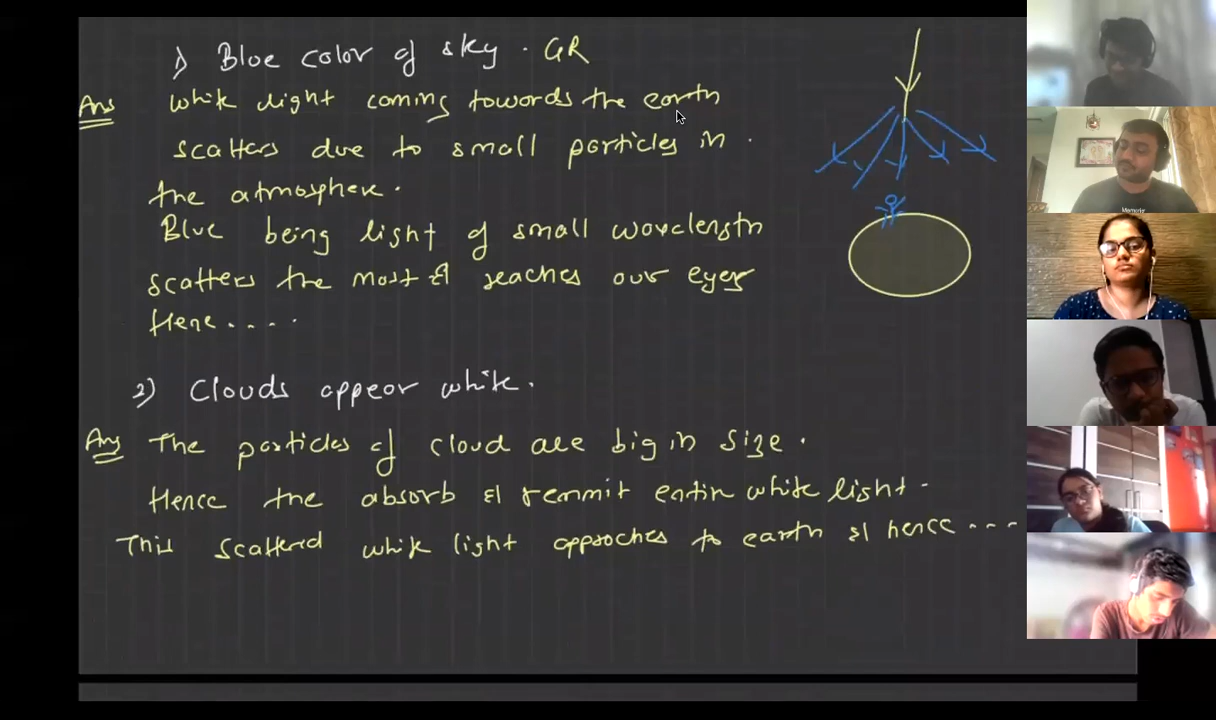 1) Blue color of sky. GR
Ans White light coming towards the earth
scatters due to small particles in.
the atmosphere.
Blue being light of small wavelength
scatters the most & reaches our eyes
Hence....
2) Clouds appear white.
Ans The particles of cloud are big in size.
Hence the absorb & remmit entire white light.
This scattered white light approches to earth & hence ---